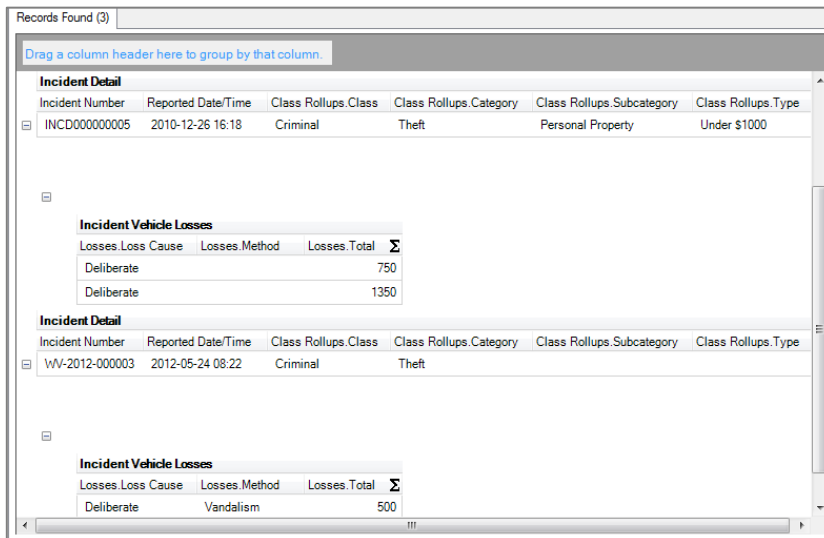 Records Found (3)
Drag a column header here to group by that column.
Incident Detail
Incident Number Reported Date/Time Class Rollups.Class Class Rollups.Category Class Rollups.Subcategory Class Rollups.Type
INCD000000005 2010-12-26 16:18 Criminal Theft Personal Property Under $1000
Incident Vehicle Losses
Losses.Loss Cause Losses.Method Losses.Total Σ
Deliberate 750
Deliberate 1350
Incident Detail
Incident Number Reported Date/Time Class Rollups.Class Class Rollups.Category Class Rollups.Subcategory Class Rollups.Type
WV-2012-000003 2012-05-24 08:22 Criminal Theft
Incident Vehicle Losses
Losses.Loss Cause Losses.Method Losses.Total Σ
Deliberate Vandalism 500